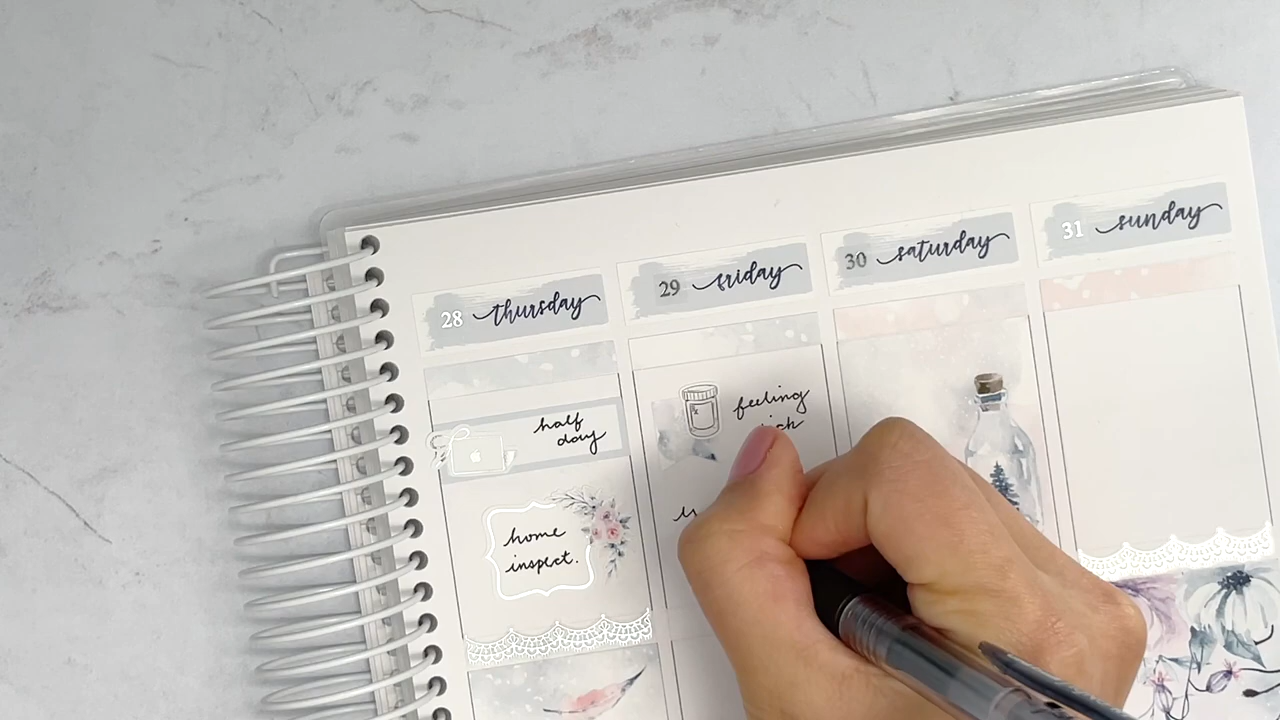 28 thursday
29 friday
30 saturday
31 sunday
half
day
home
inspect.
feeling